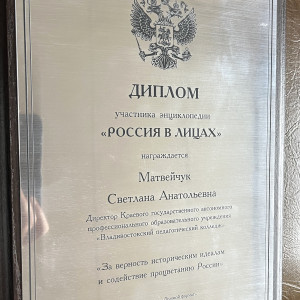 ДИПЛОМ
участника энциклопедии
«РОССИЯ В ЛИЦАХ»
награждается
Матвейчук
Светлана Анатольевна
Директор Краевого государственного автономного
профессионального образовательного учреждения
«Владивостокский педагогический колледж»
«За верность историческим идеалам
и содействие процветанию России»